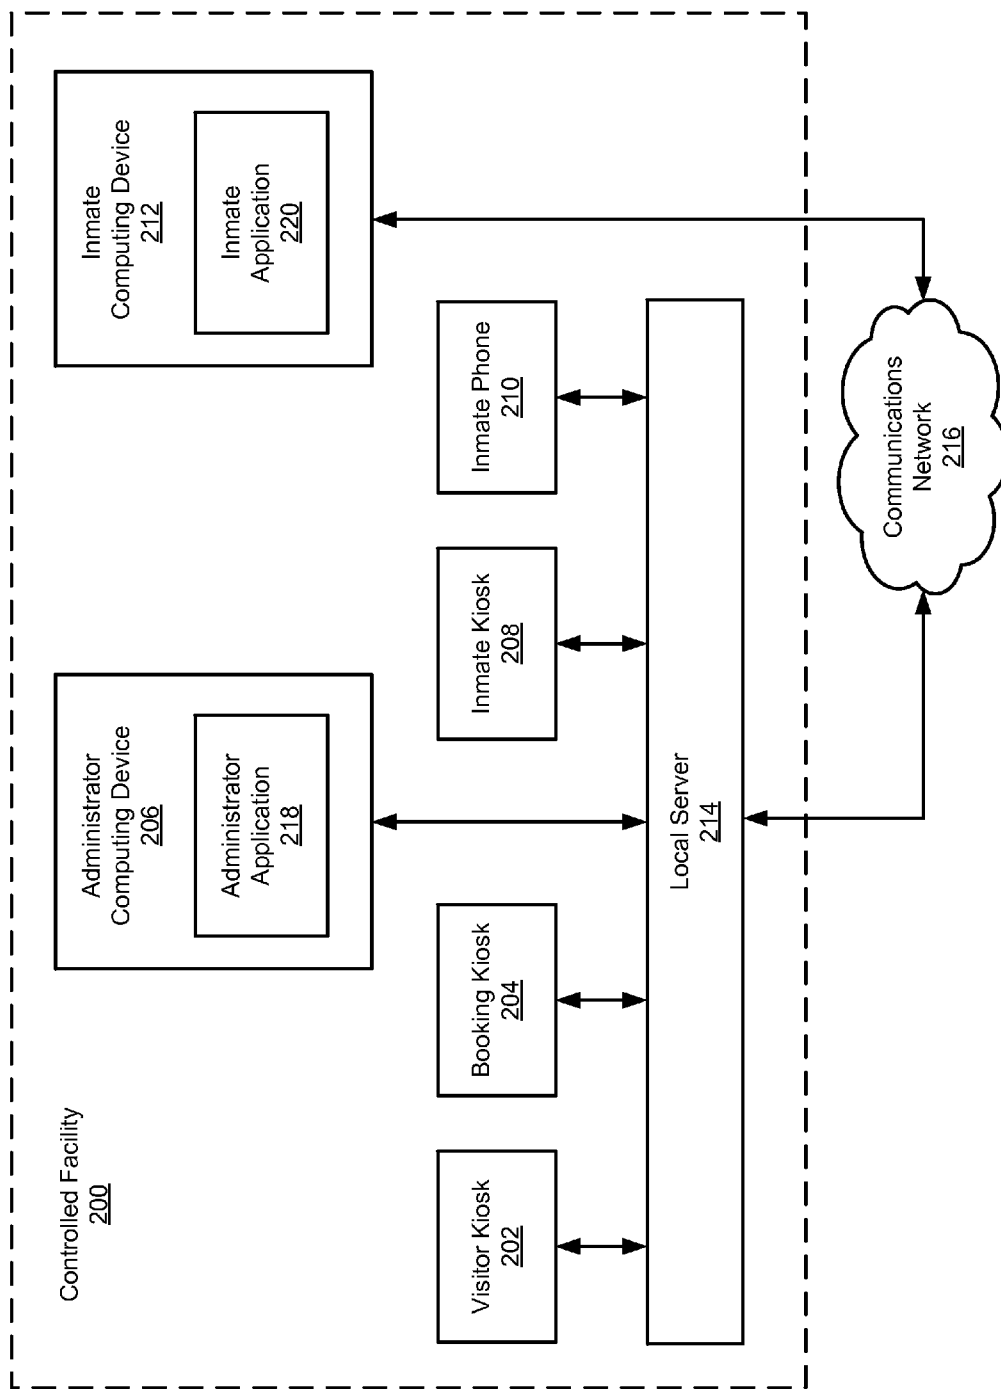 Controlled Facility
200
Administrator
Computing Device
206
Administrator
Application
218
Inmate
Computing Device
212
Inmate
Application
220
Visitor Kiosk
202
Booking Kiosk
204
Inmate Kiosk
208
Inmate Phone
210
Local Server
214
Communications
Network
216